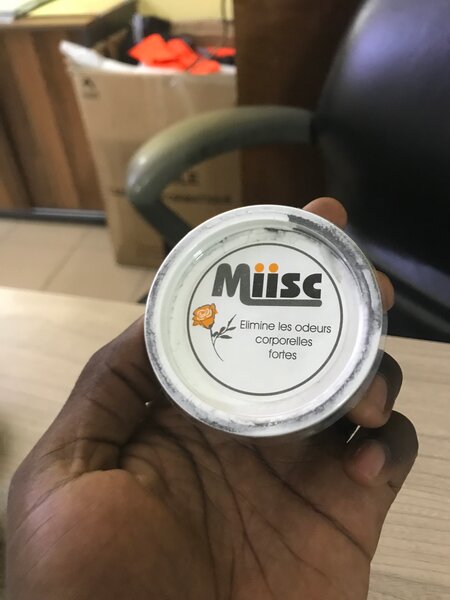 Miisc
Elimine les odeurs
corporelles
fortes